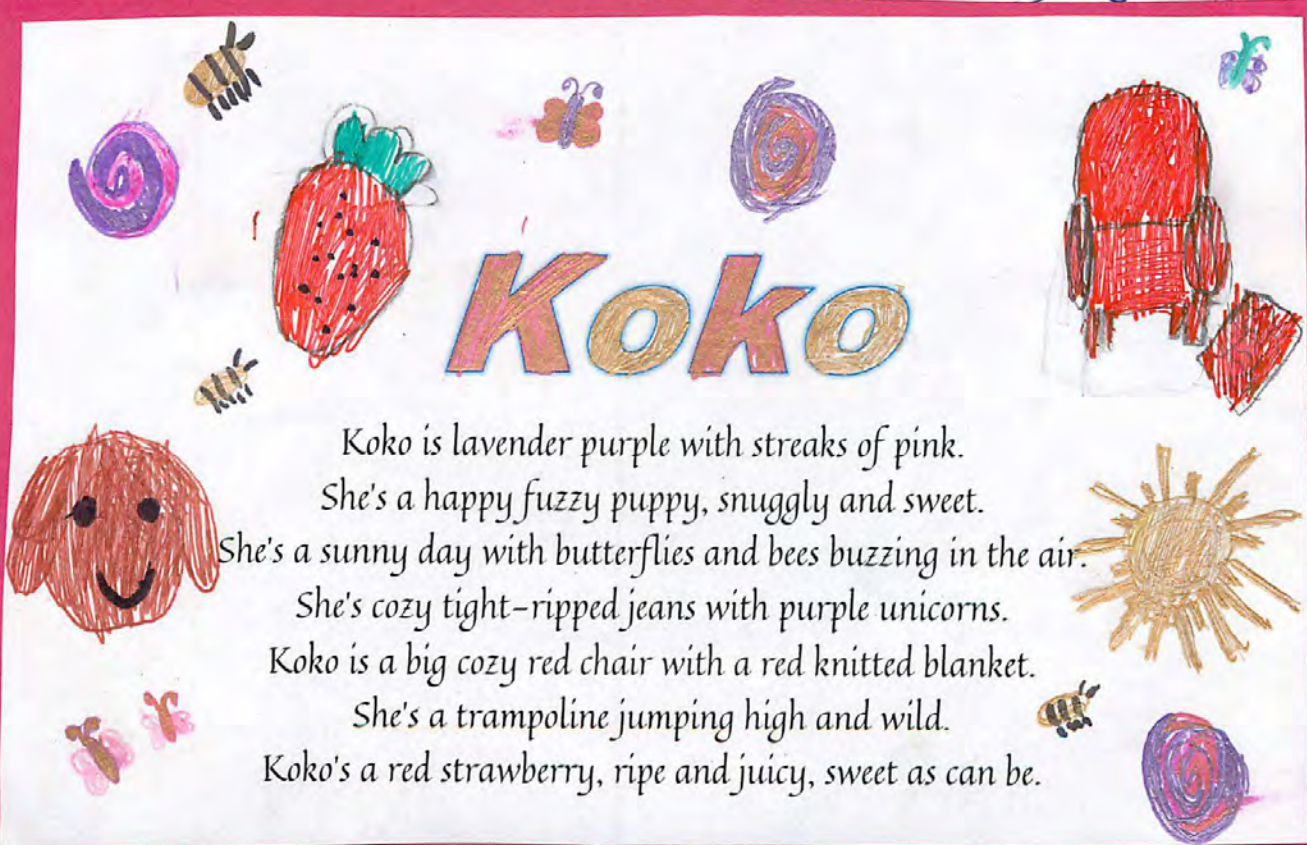 Koko
Koko is lavender purple with streaks of pink.
She's a happy fuzzy puppy, snuggly and sweet.
She's a sunny day with butterflies and bees buzzing in the air.
She's cozy tight-ripped jeans with purple unicorns.
Koko is a big cozy red chair with a red knitted blanket.
She's a trampoline jumping high and wild.
Koko's a red strawberry, ripe and juicy, sweet as can be.